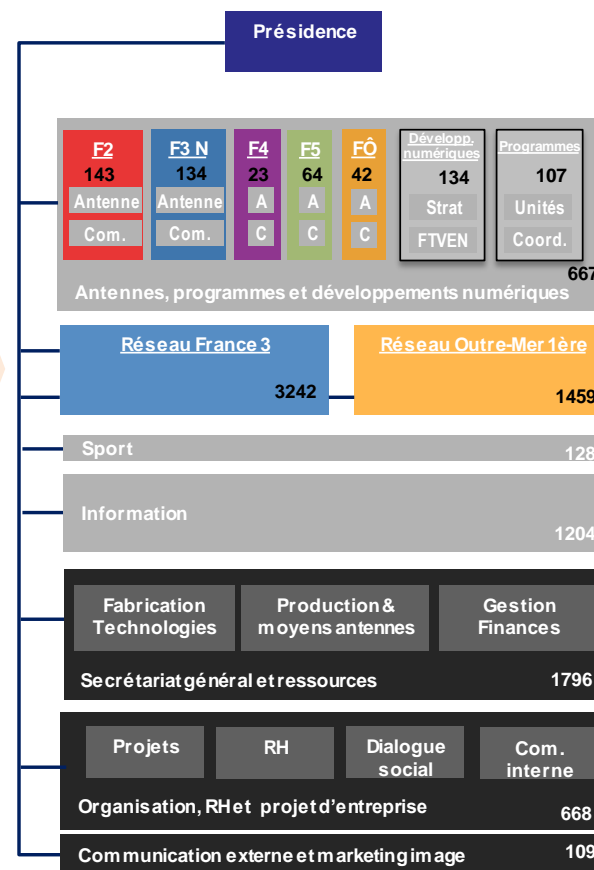 Présidence
F2
143
Antenne
Com.
F3 N
134
Antenne
Com.
F4
23
A
C
F5
64
A
C
FÔ
42
A
C
Développ.
numériques
134
Strat
FTVEN
Programmes
107
Unités
Coord.
667
Antennes, programmes et développements numériques
Réseau France 3
3242
Réseau Outre-Mer 1ère
1459
Sport
128
Information
1204
Fabrication
Technologies
Production &
moyens antennes
Gestion
Finances
Secrétariat général et ressources
1796
Projets
RH
Dialogue
social
Com.
interne
Organisation, RH et projet d'entreprise
668
Communication externe et marketing image
109